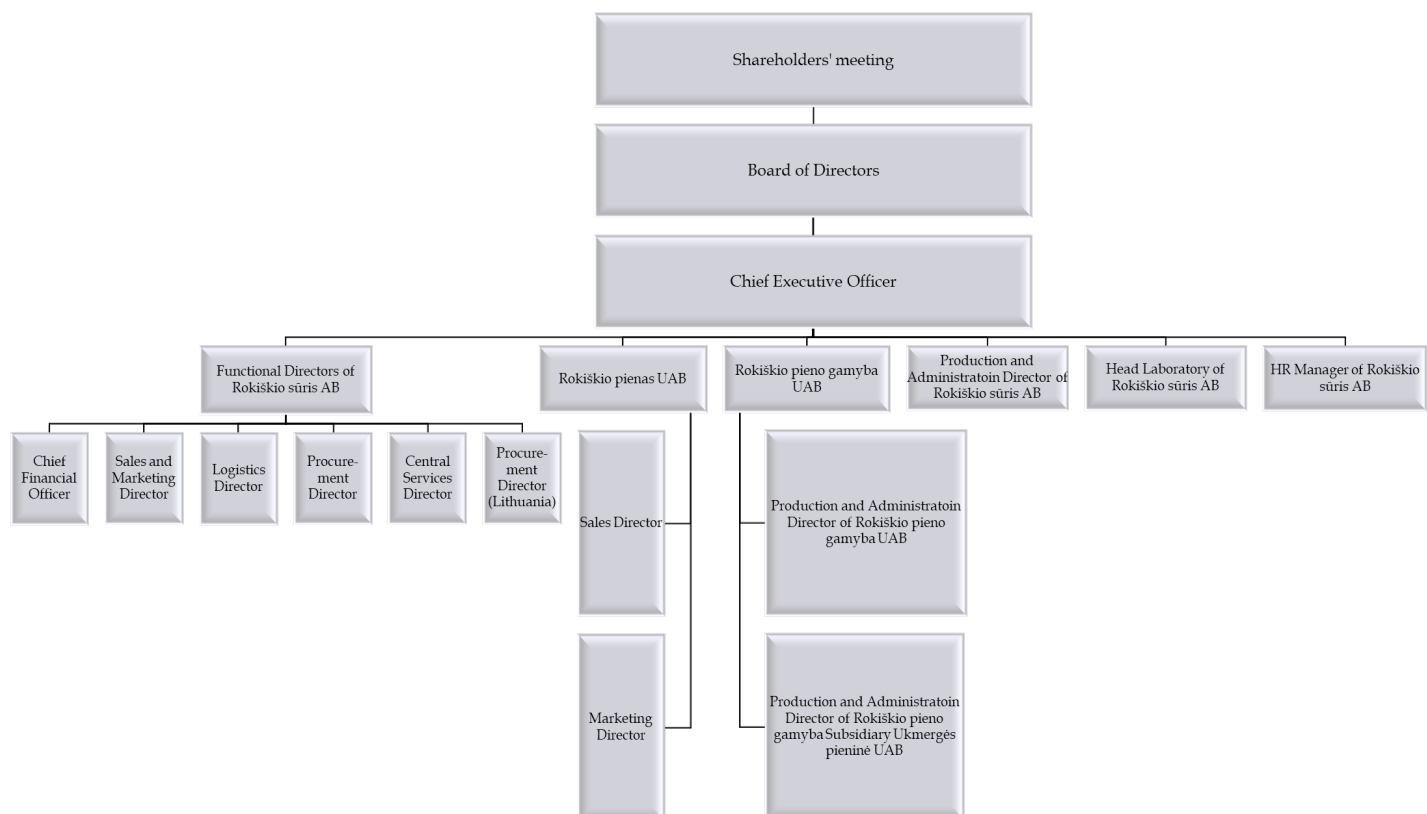 Shareholders' meeting
Board of Directors
Chief Executive Officer
Functional Directors of
Rokiškio sūris AB
Rokiškio pienas UAB
Rokiškio pieno gamyba
UAB
Production and
Administratoin Director of
Rokiškio sūris AB
Head Laboratory of
Rokiškio sūris AB
HR Manager of Rokiškio
sūris AB
Chief
Financial
Officer
Sales and
Marketing
Director
Logistics
Director
Procure-
ment
Director
Central
Services
Director
Procure-
ment
Director
(Lithuania)
Sales Director
Production and Administratoin
Director of Rokiškio pieno
gamyba UAB
Marketing
Director
Production and Administratoin
Director of Rokiškio pieno
gamyba Subsidiary Ukmergės
pieninė UAB